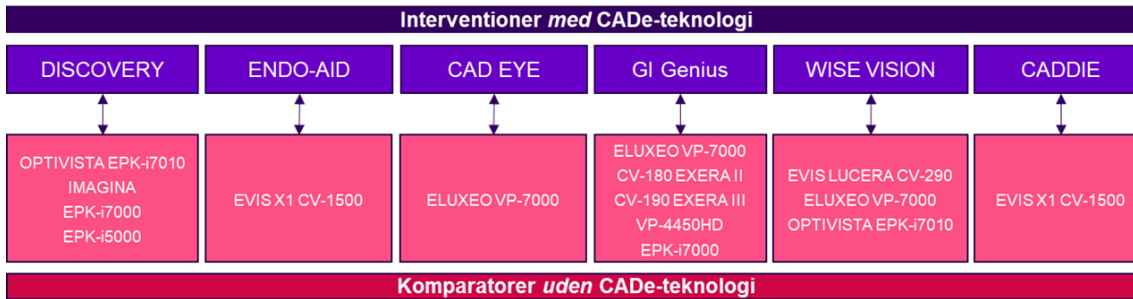 Interventioner med CADe-teknologi
DISCOVERY
ENDO-AID
CAD EYE
GI Genius
WISE VISION
CADDIE
OPTIVISTA EPK-i7010
IMAGINA
EPK-i7000
EPK-i5000
EVIS X1 CV-1500
ELUXEO VP-7000
ELUXEO VP-7000
CV-180 EXERA II
CV-190 EXERA III
VP-4450HD
EPK-i7000
EVIS LUCERA CV-290
ELUXEO VP-7000
OPTIVISTA EPK-i7010
EVIS X1 CV-1500
Komparatorer uden CADe-teknologi